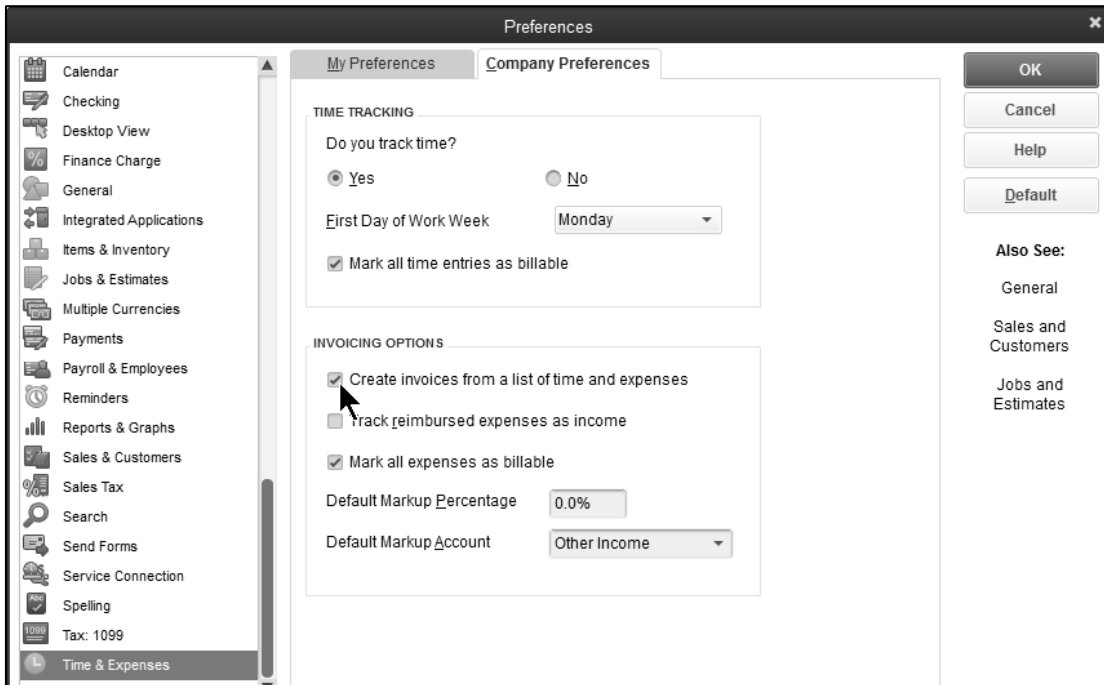 Preferences
Calendar
Checking
Desktop View
% Finance Charge
General
Integrated Applications
Items & Inventory
Jobs & Estimates
Multiple Currencies
Payments
Payroll & Employees
Reminders
Reports & Graphs
Sales & Customers
Sales Tax
Search
Send Forms
Service Connection
Abc Spelling
1099 Tax: 1099
Time & Expenses
My Preferences
Company Preferences
TIME TRACKING
Do you track time?
Yes No
First Day of Work Week Monday
Mark all time entries as billable
INVOICING OPTIONS
Create invoices from a list of time and expenses
Track reimbursed expenses as income
Mark all expenses as billable
Default Markup Percentage 0.0%
Default Markup Account Other Income
OK
Cancel
Help
Default
Also See:
General
Sales and
Customers
Jobs and
Estimates